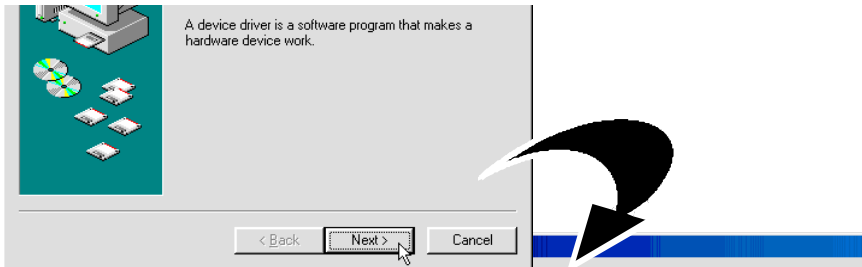 A device driver is a software program that makes a
hardware device work.
< Back Next > Cancel